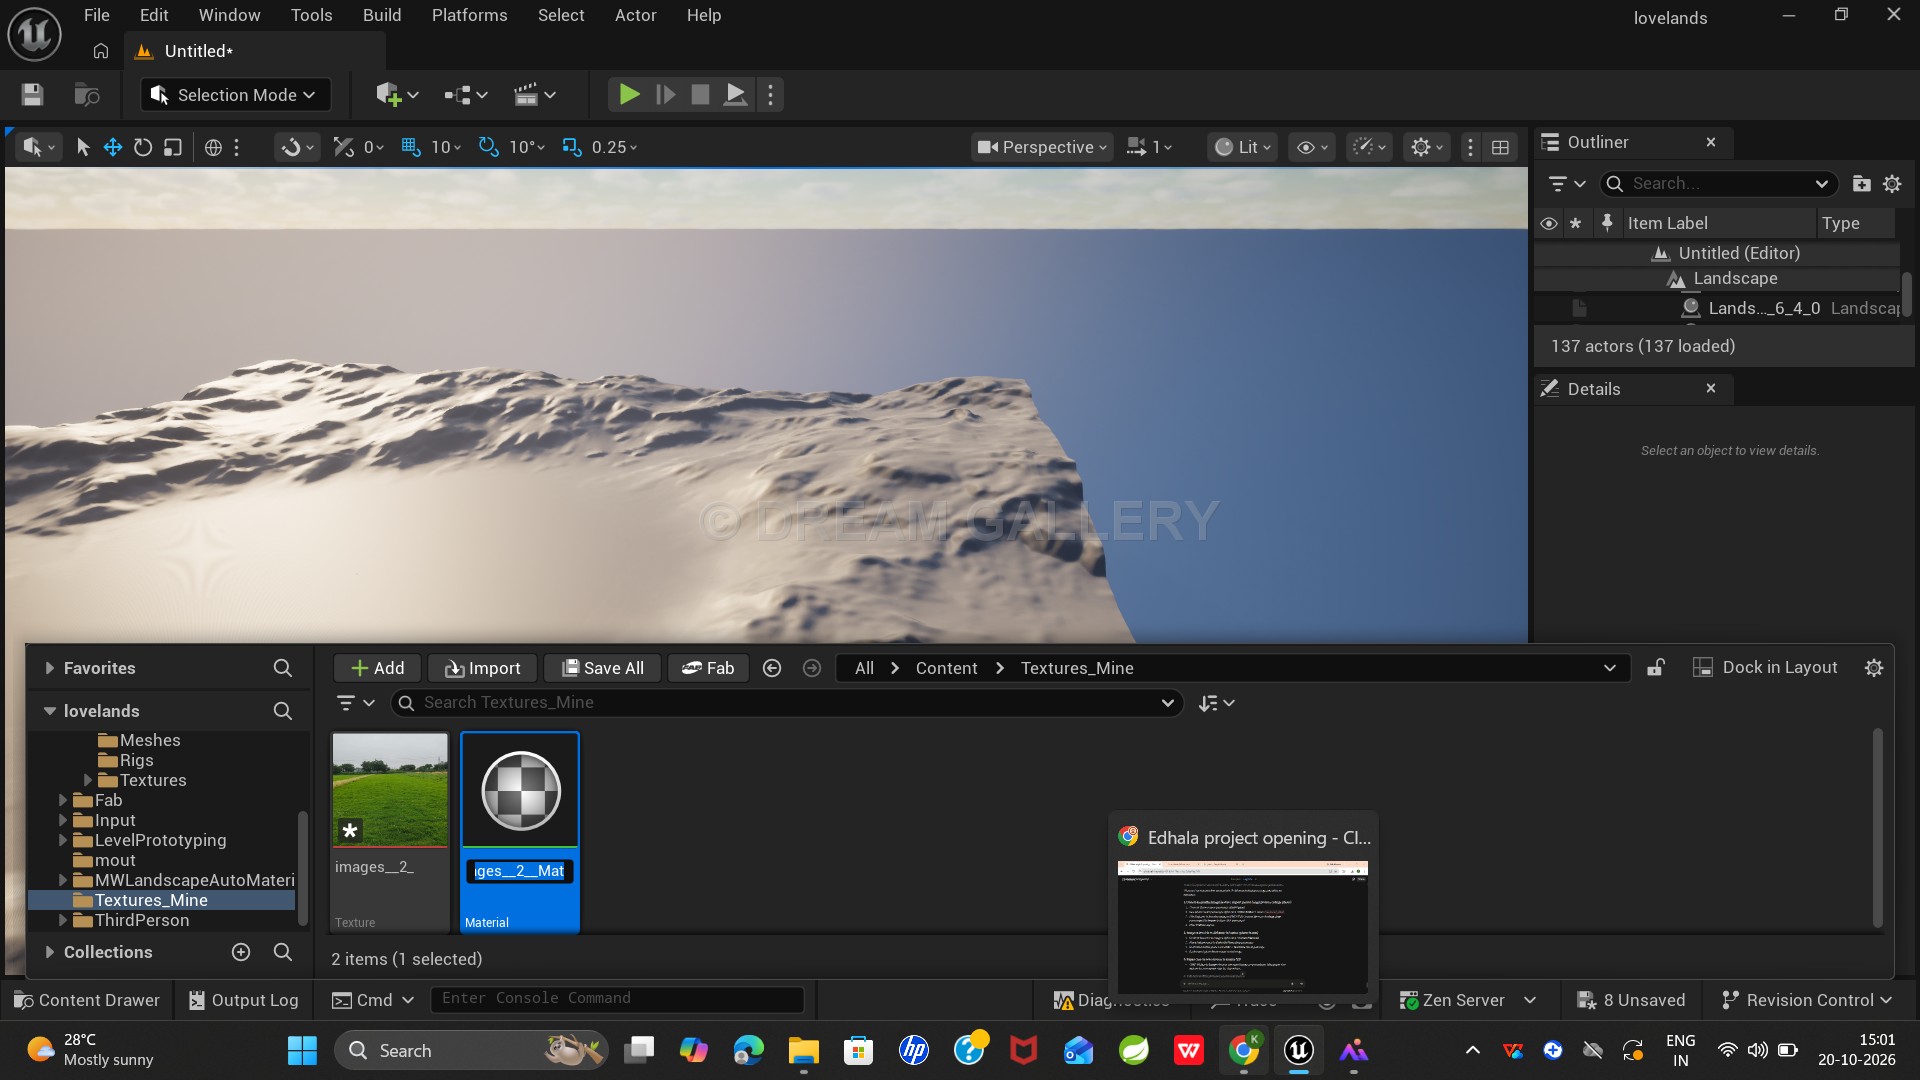 File Edit Window Tools Build Platforms Select Actor Help lovelands
Untitled*
Selection Mode
0 10 10° 0.25 Perspective 1 Lit
Outliner
Search...
Item Label Type
Untitled (Editor)
Landscape
Lands..._6_4_0 Landscap
137 actors (137 loaded)
Details
Select an object to view details.
© DREAM GALLERY
Favorites
Add Import Save All Fab All Content Textures_Mine Dock in Layout
Search Textures_Mine
lovelands
Meshes
Rigs
Textures
Fab
Input
LevelPrototyping
mout
MWLandscapeAutoMateri
Textures_Mine
ThirdPerson
Collections
images__2_
Texture
ges__2__Mat
Material
2 items (1 selected)
Edhala project opening - Cl...
Content Drawer Output Log Cmd Enter Console Command Diagnostics Trace Zen Server 8 Unsaved Revision Control
28°C
Mostly sunny
Search
ENG
IN
15:01
20-10-2026